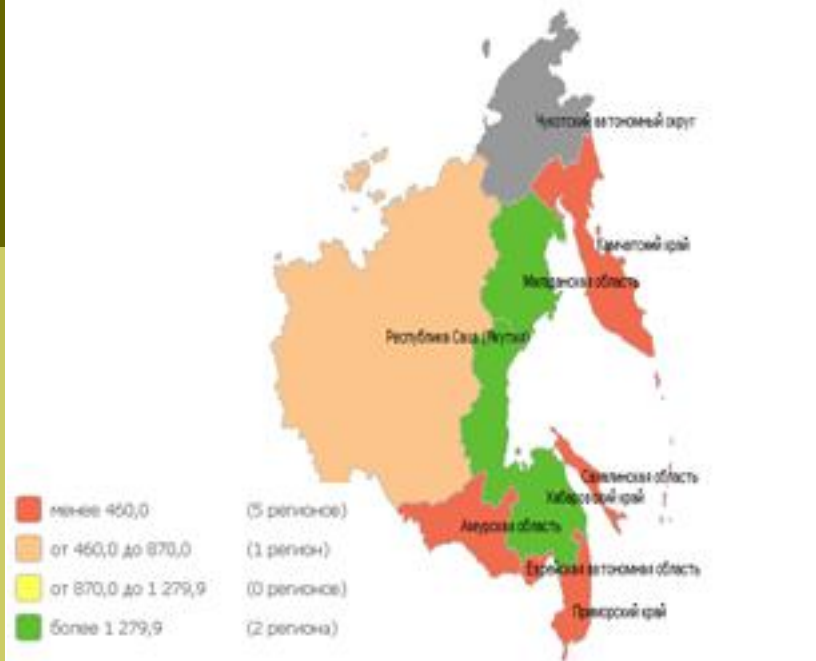 Чукотский автономный округ
Камчатский край
Магаданская область
Республика Саха (Якутия)
Сахалинская область
Хабаровский край
Амурская область
Еврейская автономная область
Приморский край
менее 460,0 (5 регионов)
от 460,0 до 870,0 (1 регион)
от 870,0 до 1 279,9 (0 регионов)
более 1 279,9 (2 региона)